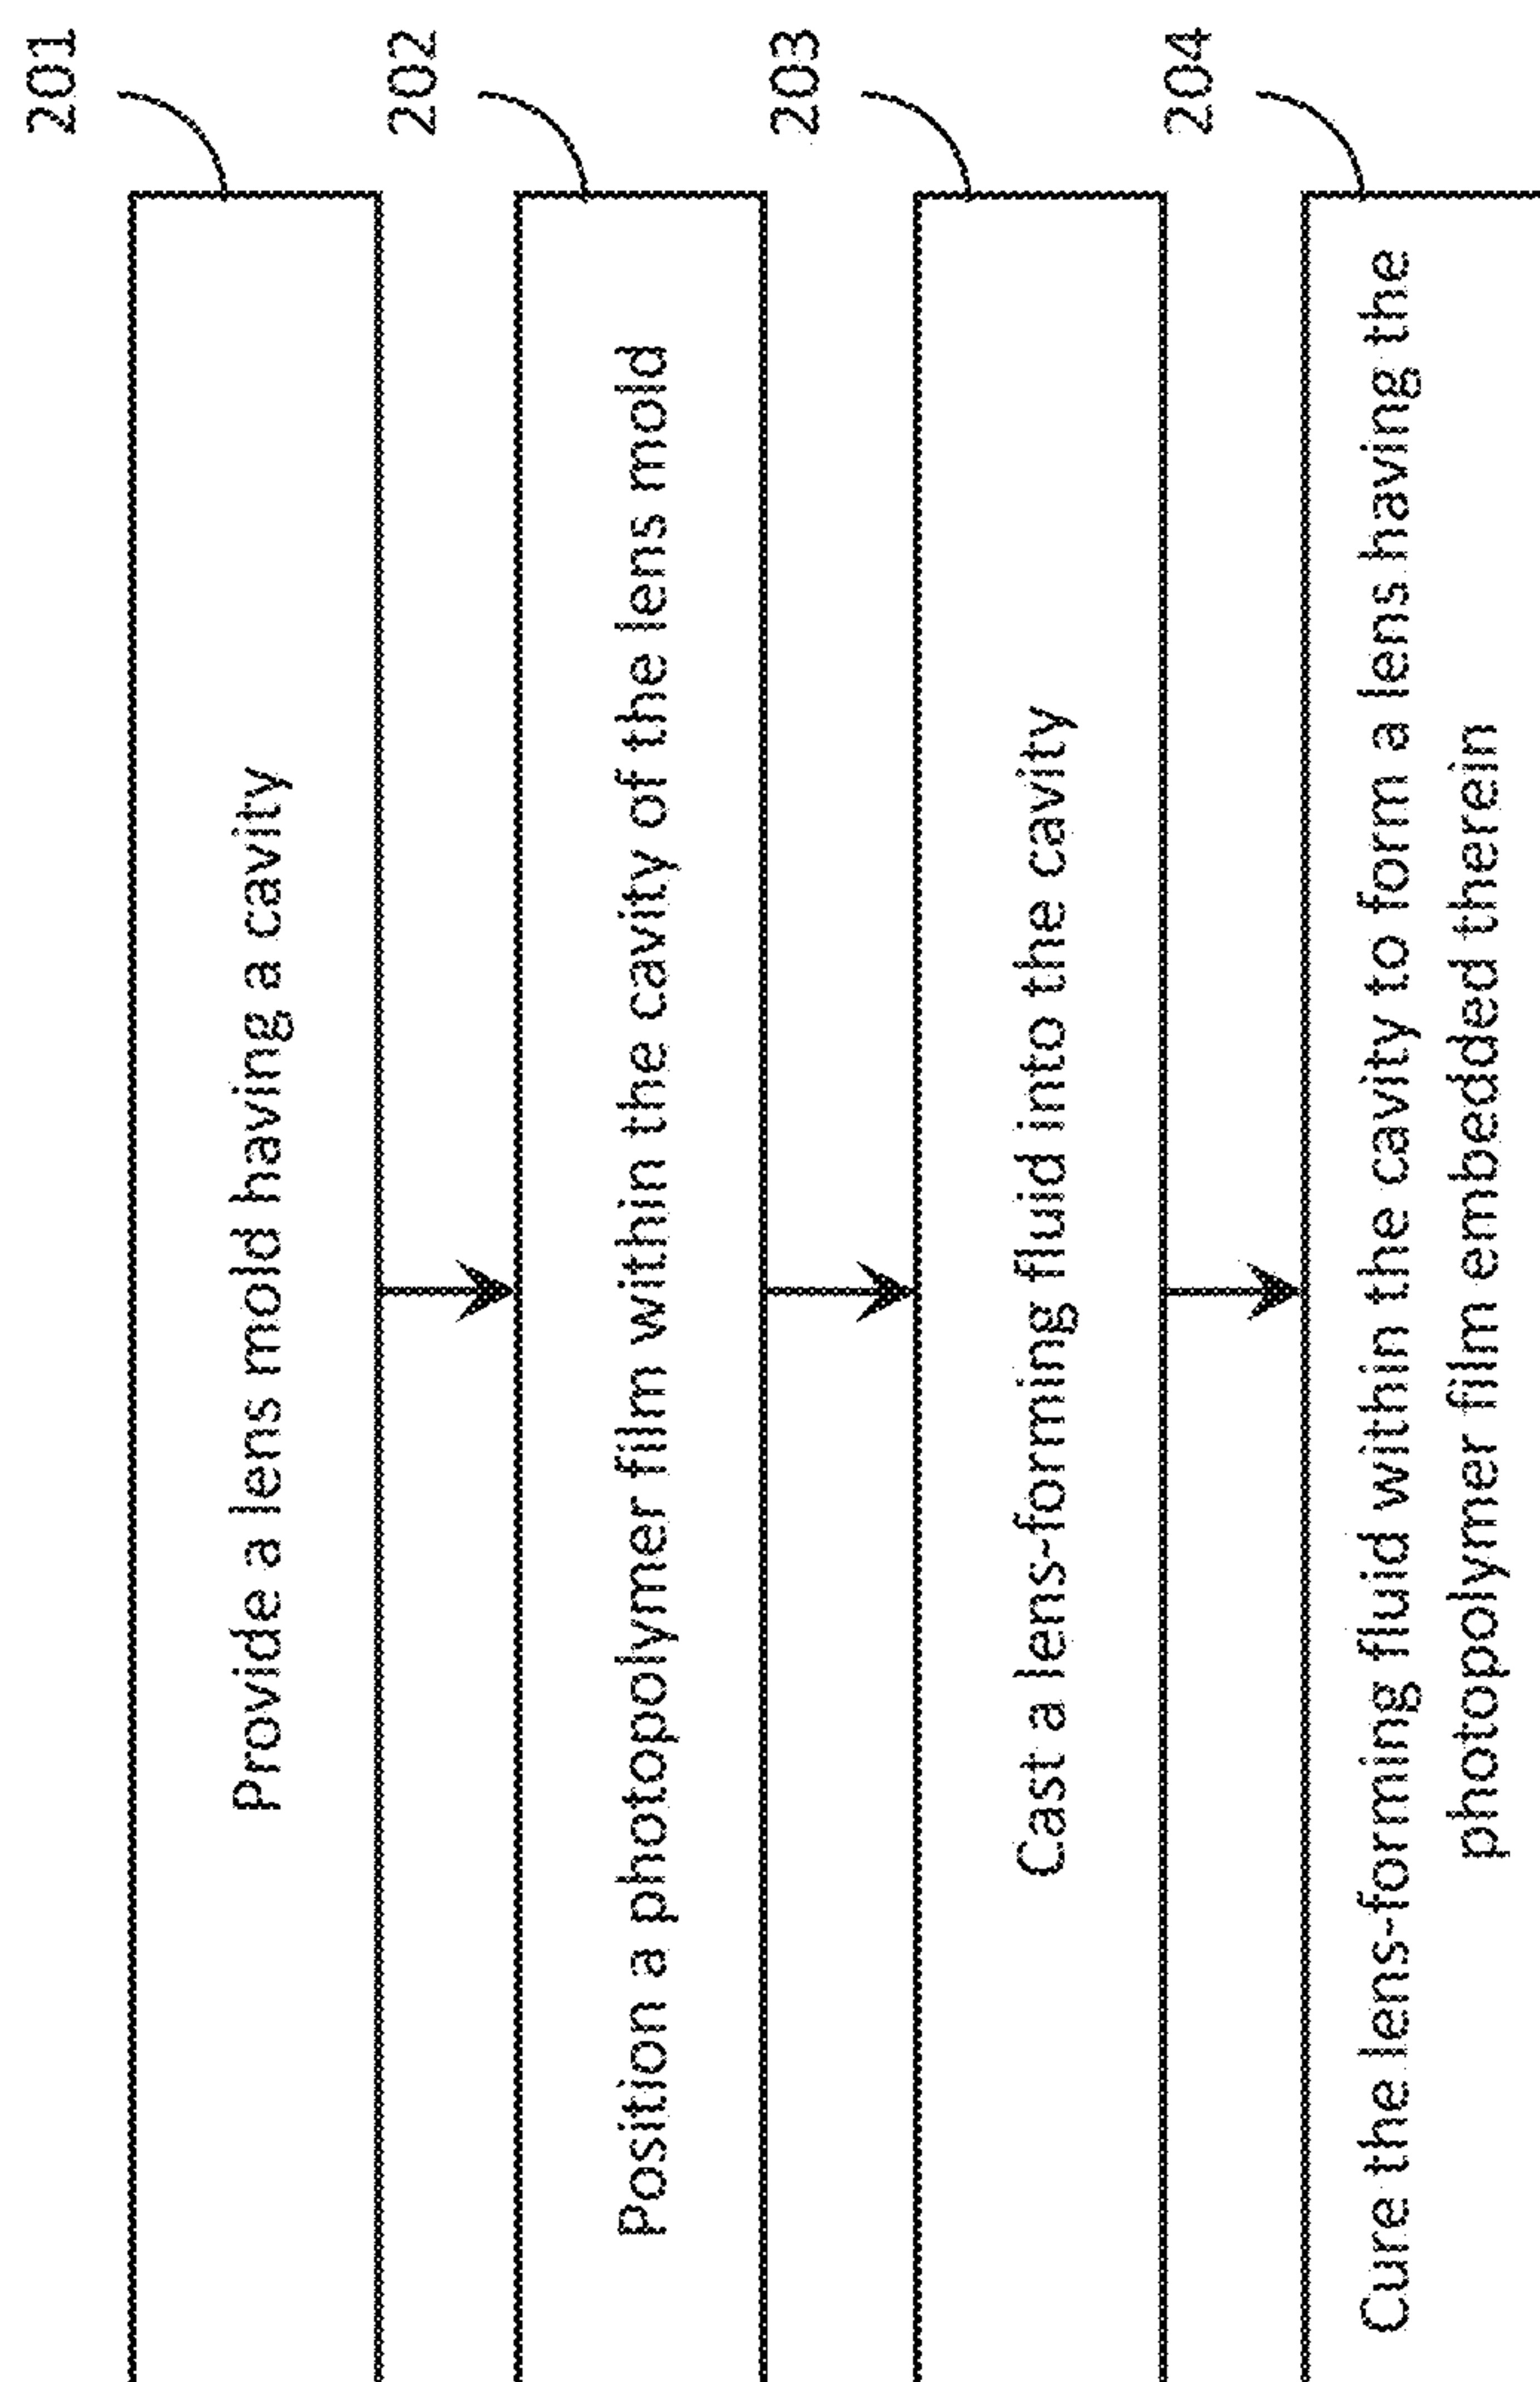 201
Provide a lens mold having a cavity
202
Position a photopolymer film within the cavity of the lens mold
203
Cast a lens-forming fluid into the cavity
204
Cure the lens-forming fluid within the cavity to form a lens having the
photopolymer film embedded therein